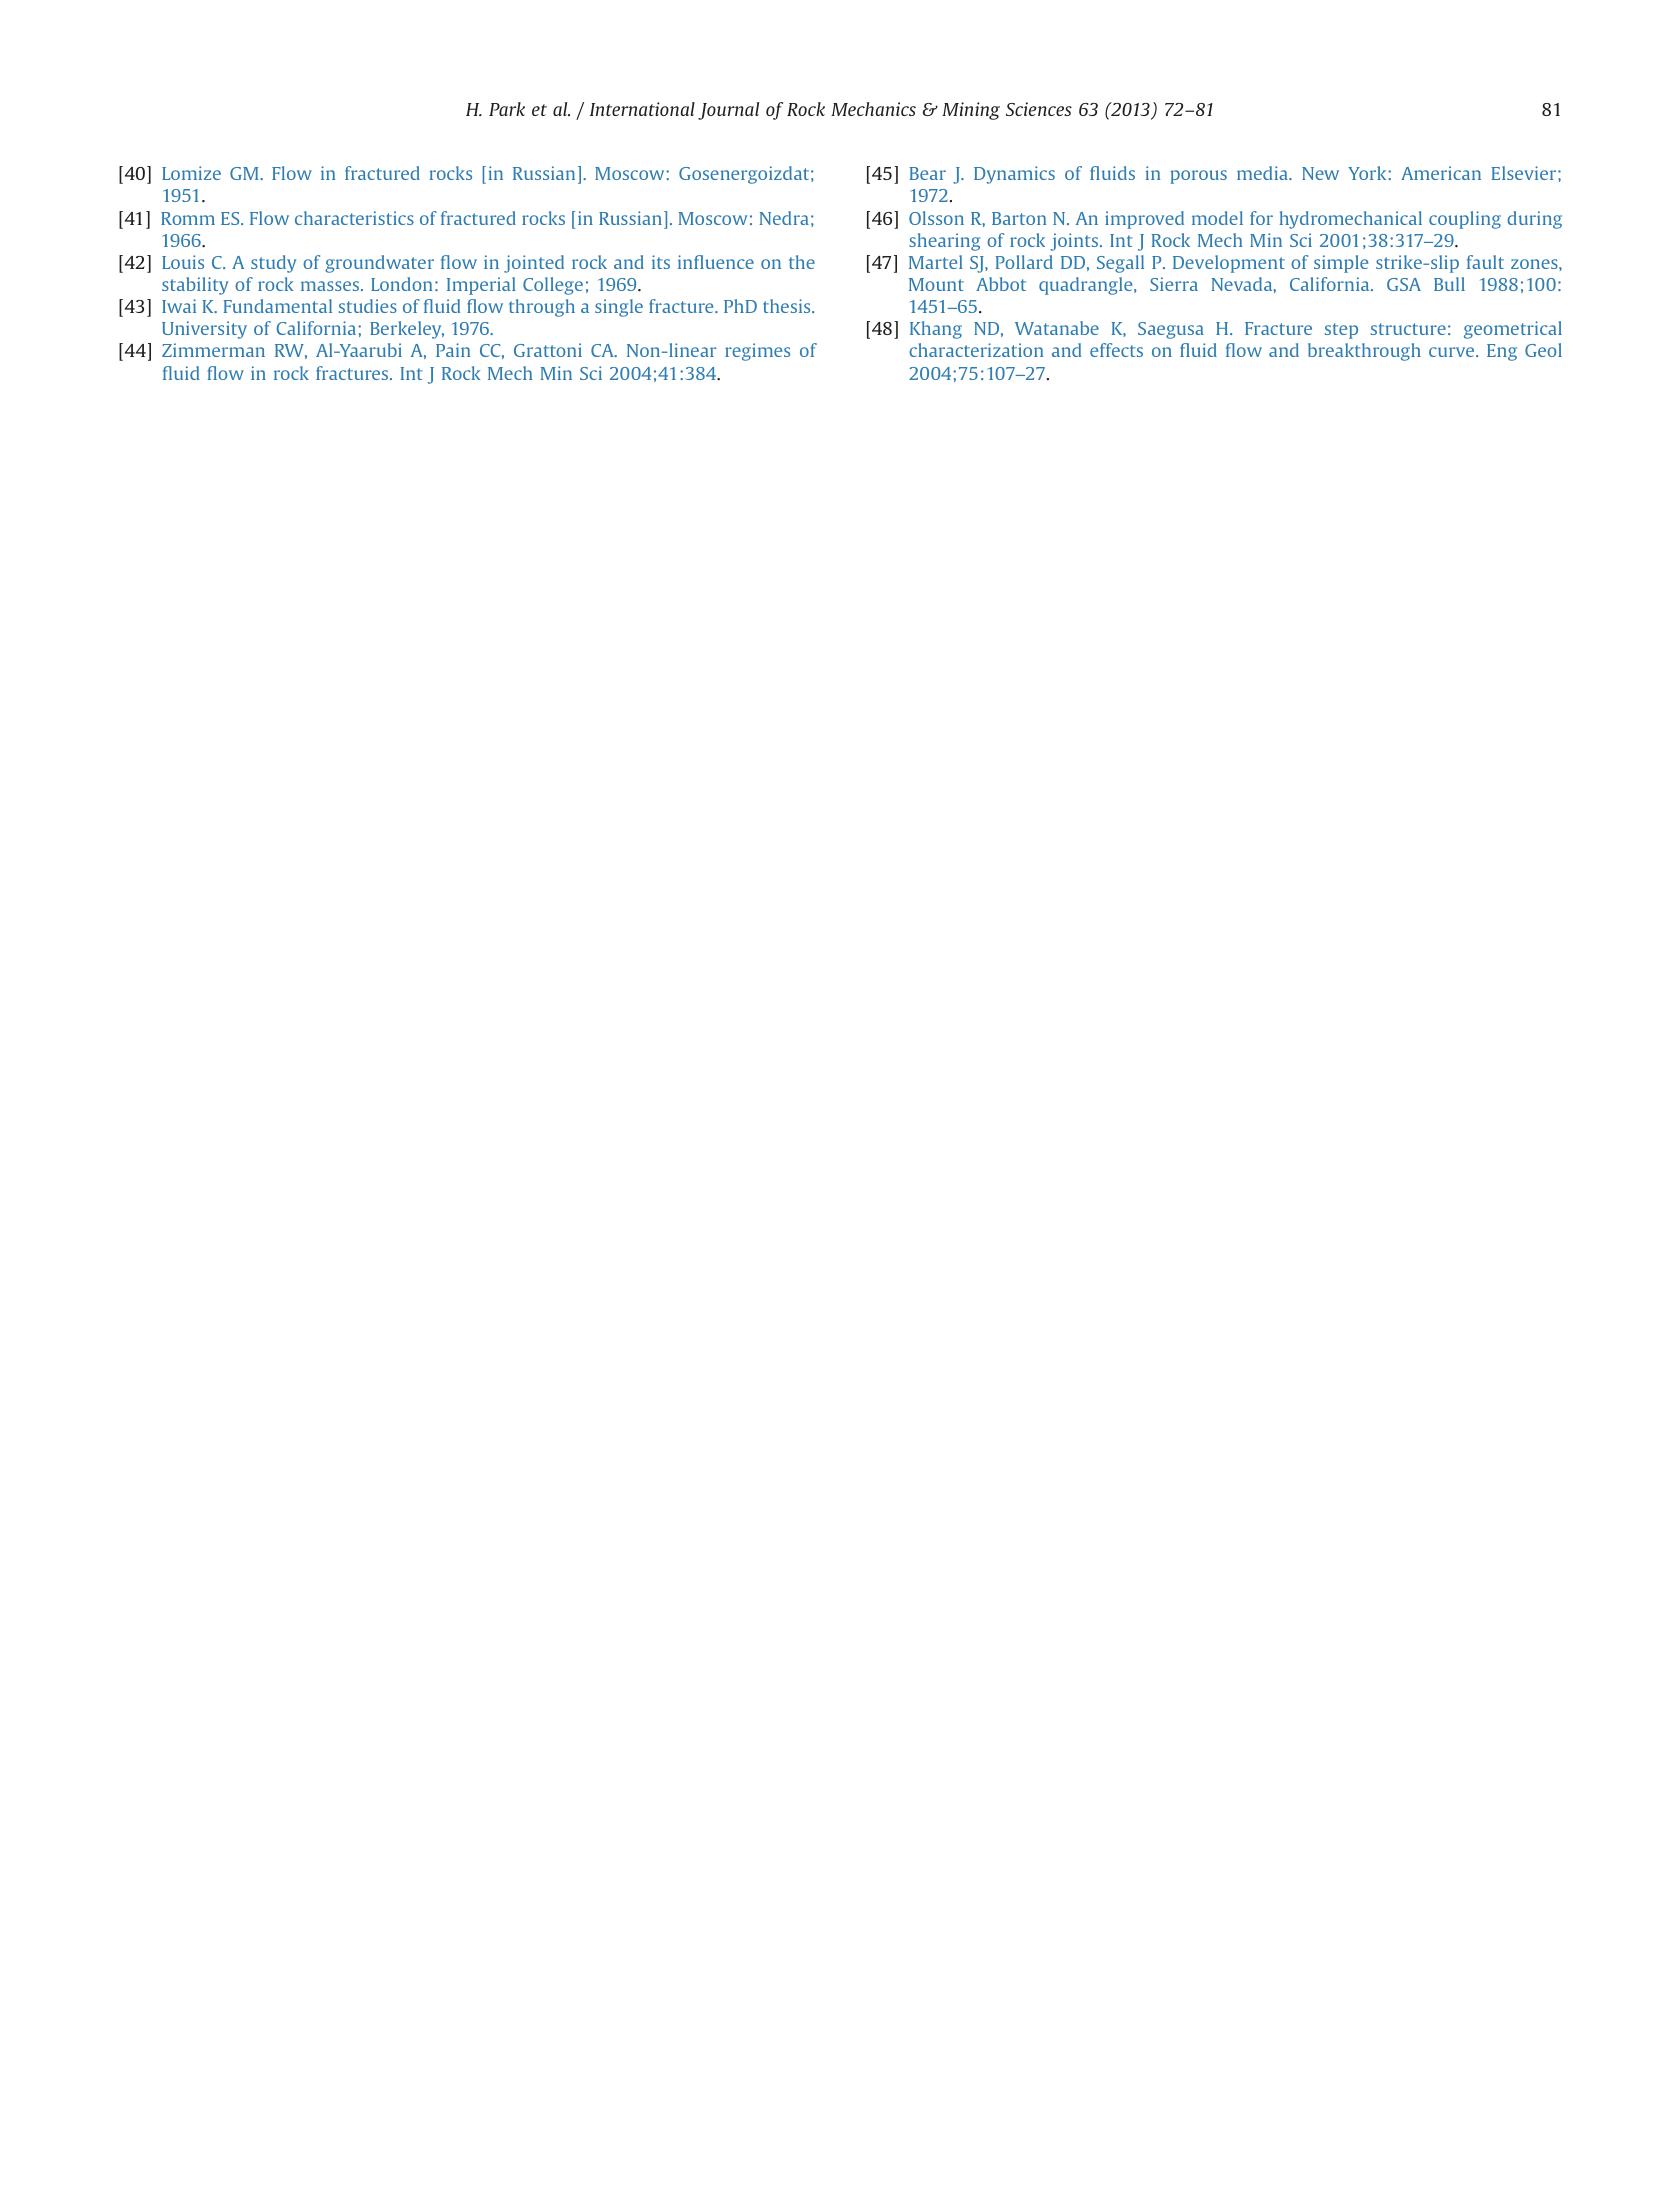 H. Park et al. / International Journal of Rock Mechanics & Mining Sciences 63 (2013) 72–81
81
[40] Lomize GM. Flow in fractured rocks [in Russian]. Moscow: Gosenergoizdat;
1951.
[41] Romm ES. Flow characteristics of fractured rocks [in Russian]. Moscow: Nedra;
1966.
[42] Louis C. A study of groundwater flow in jointed rock and its influence on the
stability of rock masses. London: Imperial College; 1969.
[43] Iwai K. Fundamental studies of fluid flow through a single fracture. PhD thesis.
University of California; Berkeley, 1976.
[44] Zimmerman RW, Al-Yaarubi A, Pain CC, Grattoni CA. Non-linear regimes of
fluid flow in rock fractures. Int J Rock Mech Min Sci 2004;41:384.
[45] Bear J. Dynamics of fluids in porous media. New York: American Elsevier;
1972.
[46] Olsson R, Barton N. An improved model for hydromechanical coupling during
shearing of rock joints. Int J Rock Mech Min Sci 2001;38:317–29.
[47] Martel SJ, Pollard DD, Segall P. Development of simple strike-slip fault zones,
Mount Abbot quadrangle, Sierra Nevada, California. GSA Bull 1988;100:
1451–65.
[48] Khang ND, Watanabe K, Saegusa H. Fracture step structure: geometrical
characterization and effects on fluid flow and breakthrough curve. Eng Geol
2004;75:107–27.